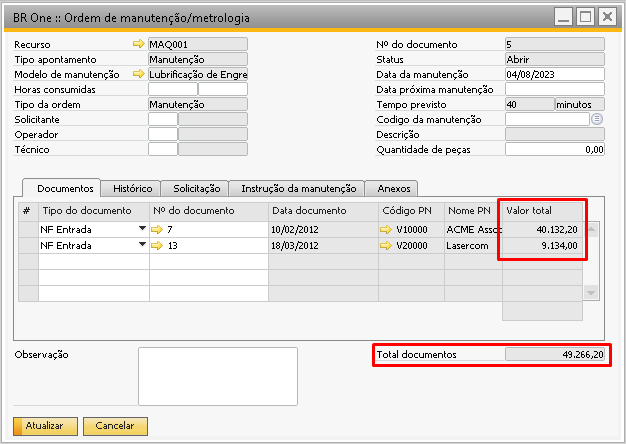 BR One :: Ordem de manutenção/metrologia
Recurso MAQ001 Nº do documento 5
Tipo apontamento Manutenção Status Abrir
Modelo de manutenção Lubrificação de Engre Data da manutenção 04/08/2023
Horas consumidas Data próxima manutenção
Tipo da ordem Manutenção Tempo previsto 40 minutos
Solicitante Codigo da manutenção
Operador Descrição
Técnico Quantidade de peças 0,00
Documentos Histórico Solicitação Instrução da manutenção Anexos
# Tipo do documento Nº do documento Data documento Código PN Nome PN Valor total
NF Entrada 7 10/02/2012 V10000 ACME Assoc 40.132,20
NF Entrada 13 18/03/2012 V20000 Lasercom 9.134,00
Observação Total documentos 49.266,20
Atualizar Cancelar